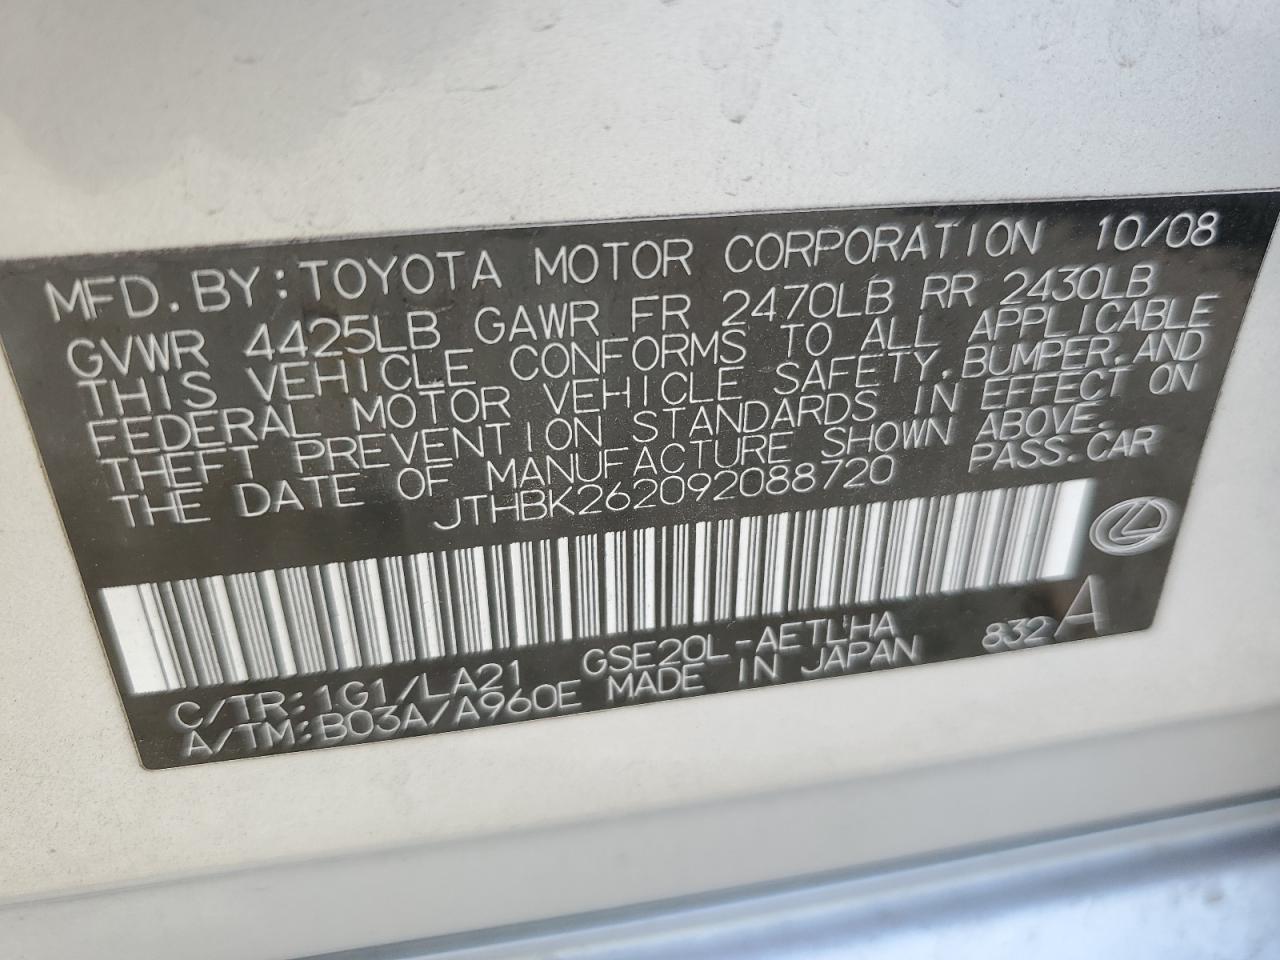 MFD. BY: TOYOTA MOTOR CORPORATION 10/08
GVWR 4425LB GAWR FR 2470LB RR 2430LB
THIS VEHICLE CONFORMS TO ALL APPLICABLE
FEDERAL MOTOR VEHICLE SAFETY, BUMPER, AND
THEFT PREVENTION STANDARDS IN EFFECT ON
THE DATE OF MANUFACTURE SHOWN ABOVE.
JTHBK262092088720 PASS. CAR
C/TR: 1G1/LA21 GSE20L-AETLHA 832 A
A/TM: B03A/A960E MADE IN JAPAN